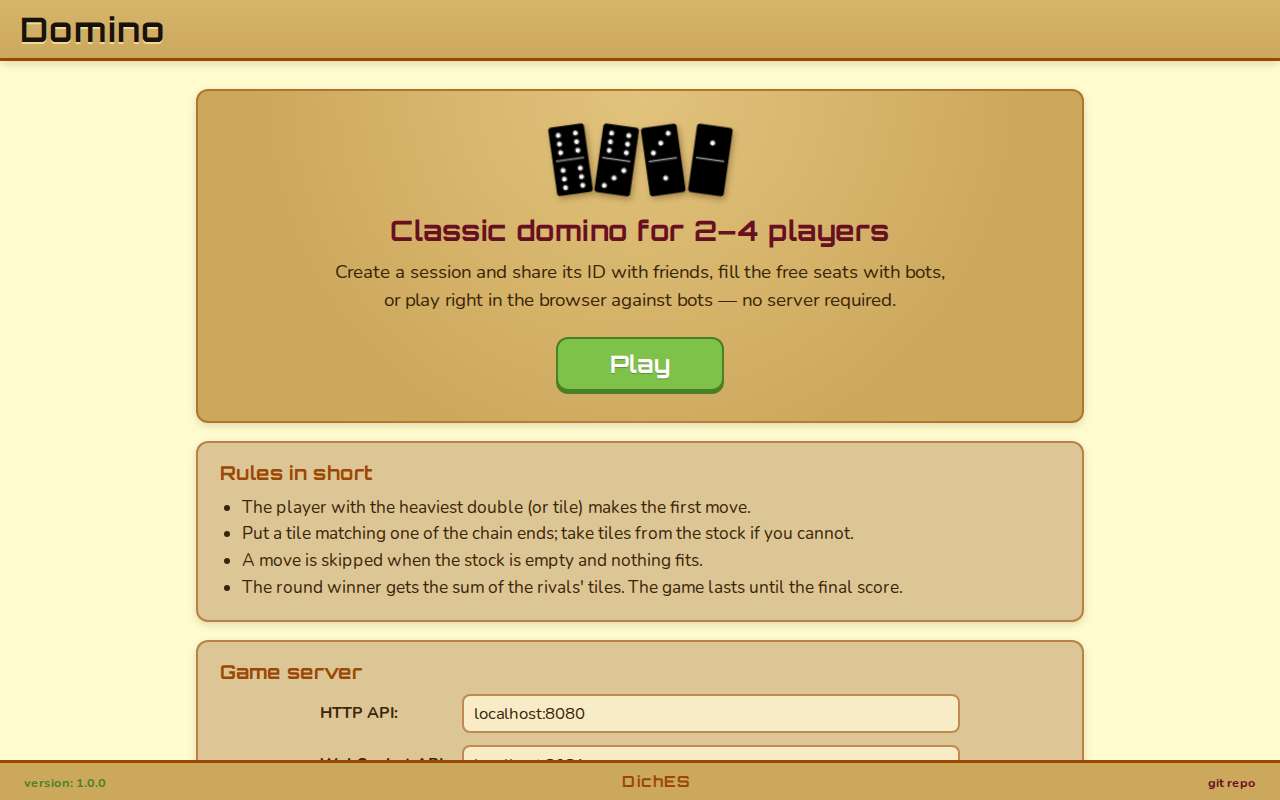 Domino
Classic domino for 2–4 players
Create a session and share its ID with friends, fill the free seats with bots,
or play right in the browser against bots — no server required.
Play
Rules in short
The player with the heaviest double (or tile) makes the first move.
Put a tile matching one of the chain ends; take tiles from the stock if you cannot.
A move is skipped when the stock is empty and nothing fits.
The round winner gets the sum of the rivals' tiles. The game lasts until the final score.
Game server
HTTP API:
localhost:8080
version: 1.0.0
DichES
git repo